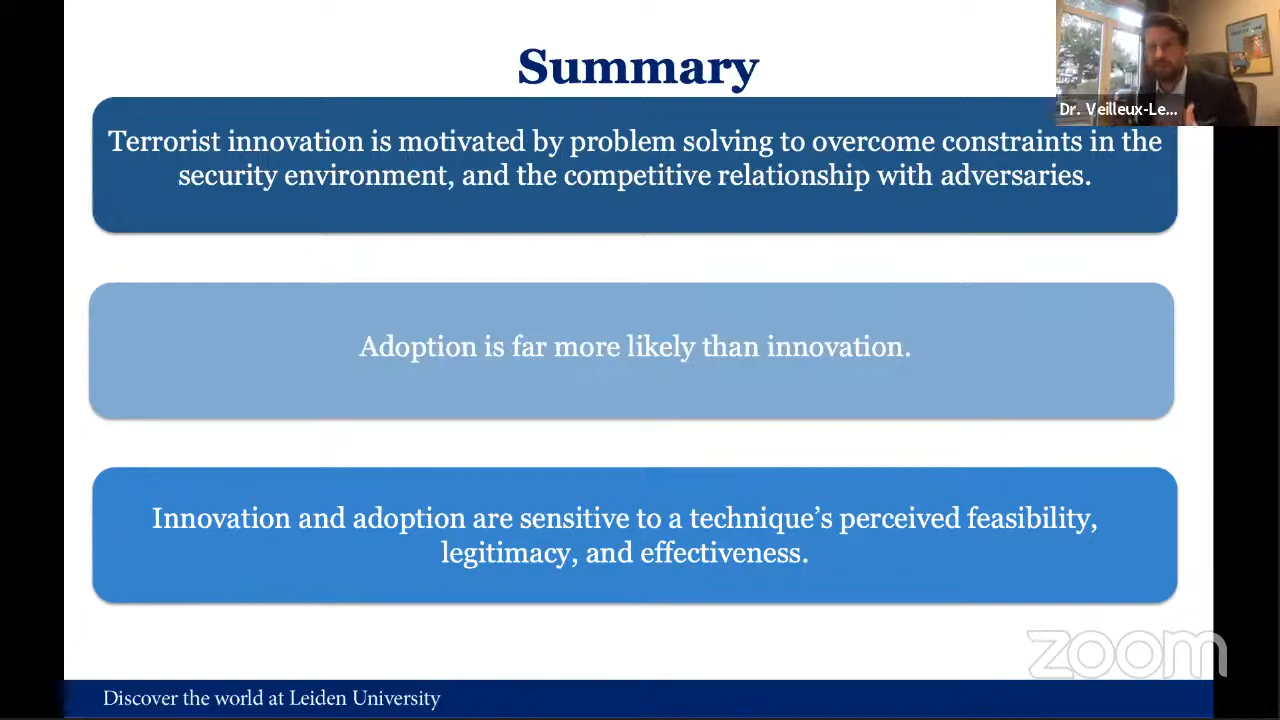 Summary
Dr. Veilleux-Le...
Terrorist innovation is motivated by problem solving to overcome constraints in the
security environment, and the competitive relationship with adversaries.
Adoption is far more likely than innovation.
Innovation and adoption are sensitive to a technique’s perceived feasibility,
legitimacy, and effectiveness.
zoom
Discover the world at Leiden University